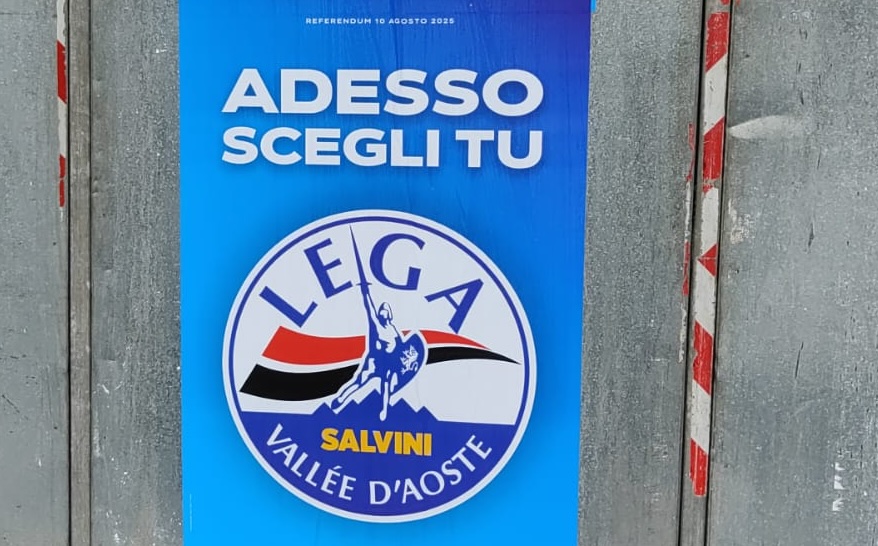 REFERENDUM 10 AGOSTO 2025
ADESSO
SCEGLI TU
LEGA
SALVINI
VALLÉE D'AOSTE